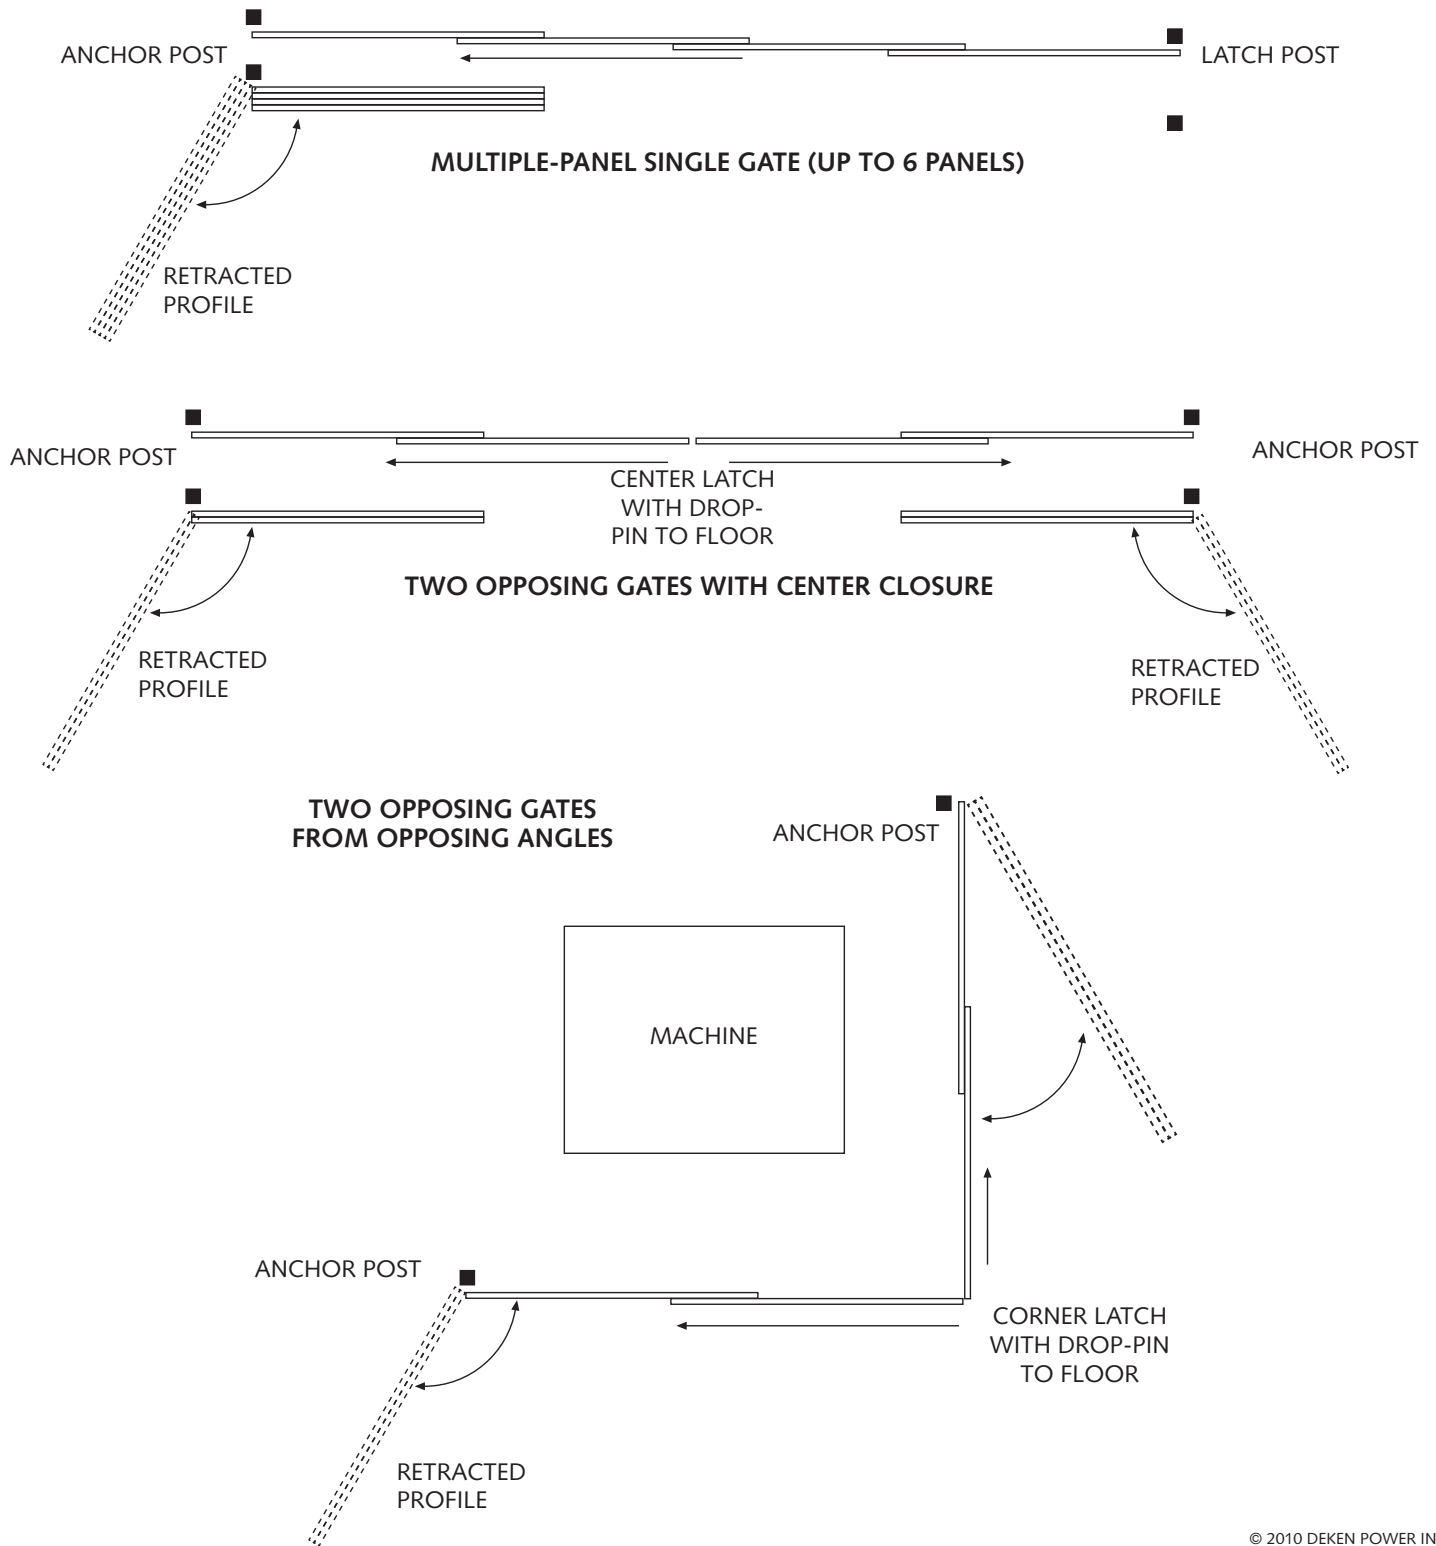 ANCHOR POST
LATCH POST
MULTIPLE-PANEL SINGLE GATE (UP TO 6 PANELS)
RETRACTED
PROFILE
ANCHOR POST
ANCHOR POST
CENTER LATCH
WITH DROP-
PIN TO FLOOR
TWO OPPOSING GATES WITH CENTER CLOSURE
RETRACTED
PROFILE
RETRACTED
PROFILE
TWO OPPOSING GATES
FROM OPPOSING ANGLES
ANCHOR POST
MACHINE
ANCHOR POST
CORNER LATCH
WITH DROP-PIN
TO FLOOR
RETRACTED
PROFILE
© 2010 DEKEN POWER IN